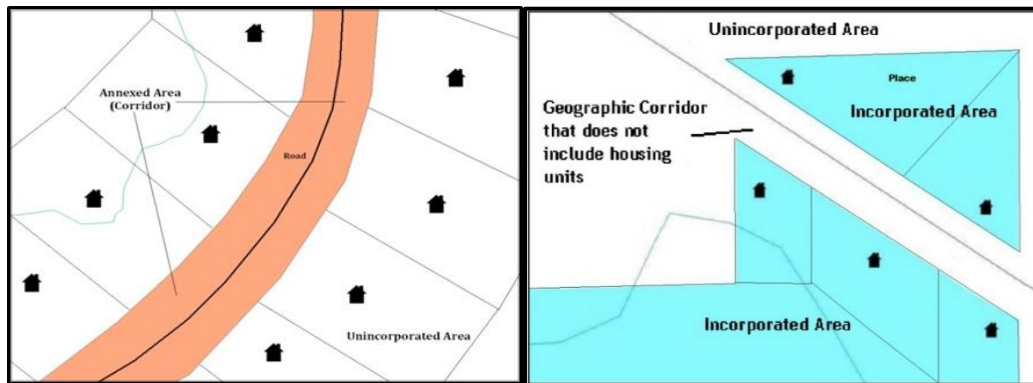 Annexed Area
(Corridor)
Road
Unincorporated Area
Unincorporated Area
Place
Incorporated Area
Geographic Corridor
that does not
include housing
units
Incorporated Area